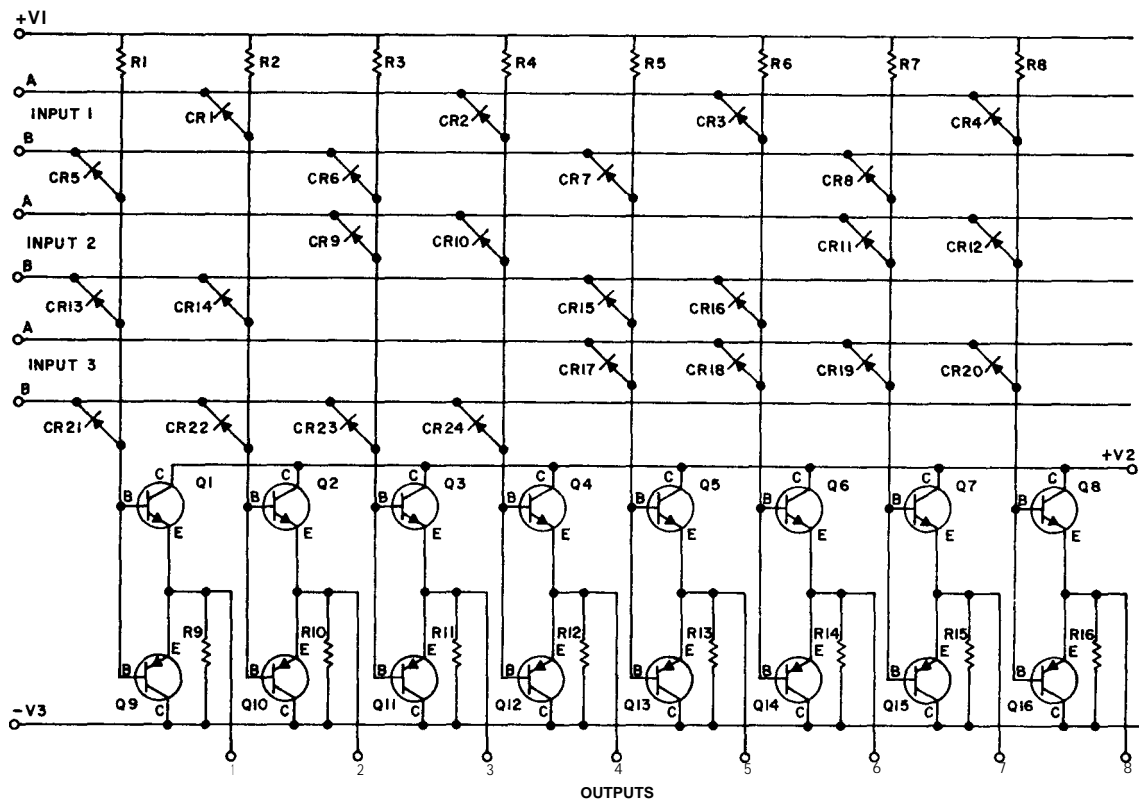 +V1
R1 R2 R3 R4 R5 R6 R7 R8
A
INPUT 1
CR1 CR2 CR3 CR4
B
CR5 CR6 CR7 CR8
A
INPUT 2
CR9 CR10 CR11 CR12
B
CR13 CR14 CR15 CR16
A
INPUT 3
CR17 CR18 CR19 CR20
B
CR21 CR22 CR23 CR24
+V2
C C C C C C C C
Q1 Q2 Q3 Q4 Q5 Q6 Q7 Q8
B B B B B B B B
E E E E E E E E
R9 R10 R11 R12 R13 R14 R15 R16
E E E E E E E E
B B B B B B B B
Q9 Q10 Q11 Q12 Q13 Q14 Q15 Q16
C C C C C C C C
-V3
1 2 3 4 5 6 7 8
OUTPUTS